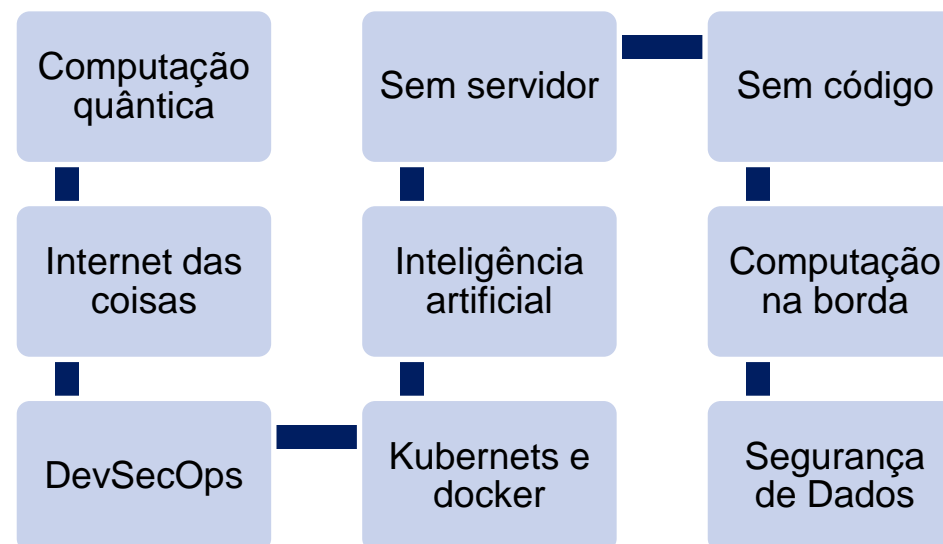 Computação
quântica
Internet das
coisas
DevSecOps
Kubernets e
docker
Inteligência
artificial
Sem servidor
Sem código
Computação
na borda
Segurança
de Dados